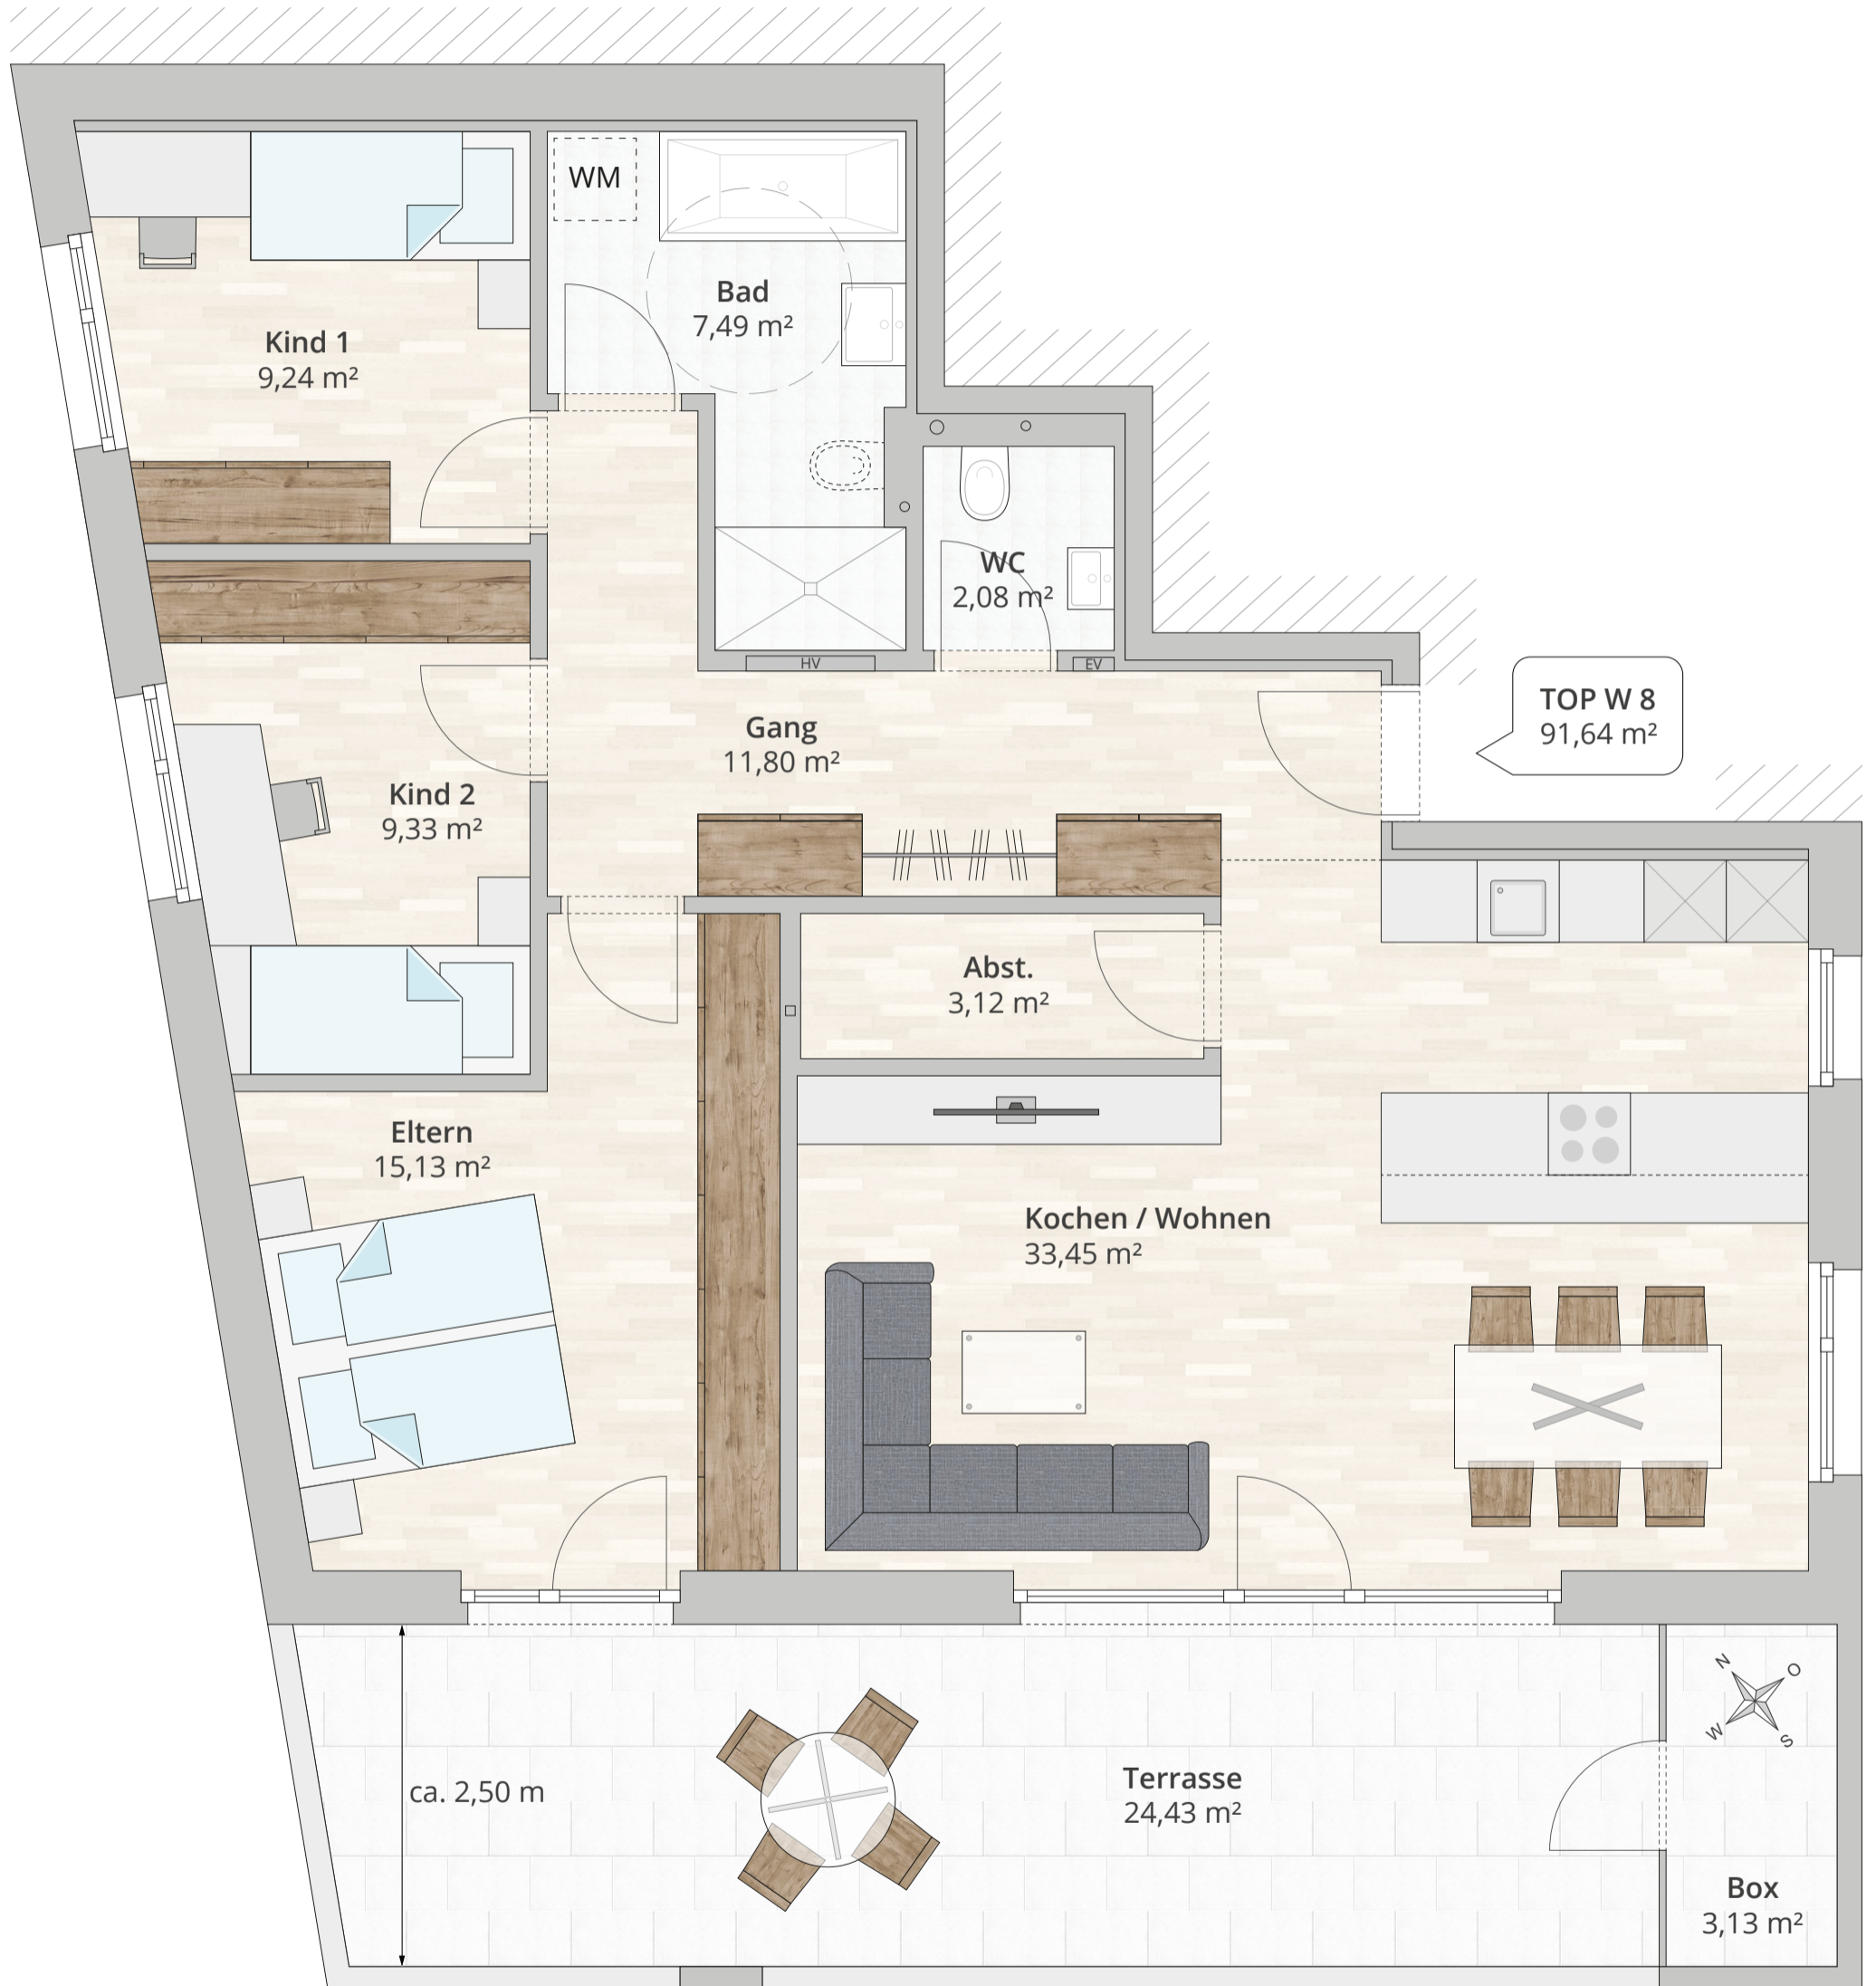 WM
Bad
7,49 m²
Kind 1
9,24 m²
WC
2,08 m²
HV
EV
TOP W 8
91,64 m²
Gang
11,80 m²
Kind 2
9,33 m²
Abst.
3,12 m²
Eltern
15,13 m²
Kochen / Wohnen
33,45 m²
N
O
W
S
ca. 2,50 m
Terrasse
24,43 m²
Box
3,13 m²